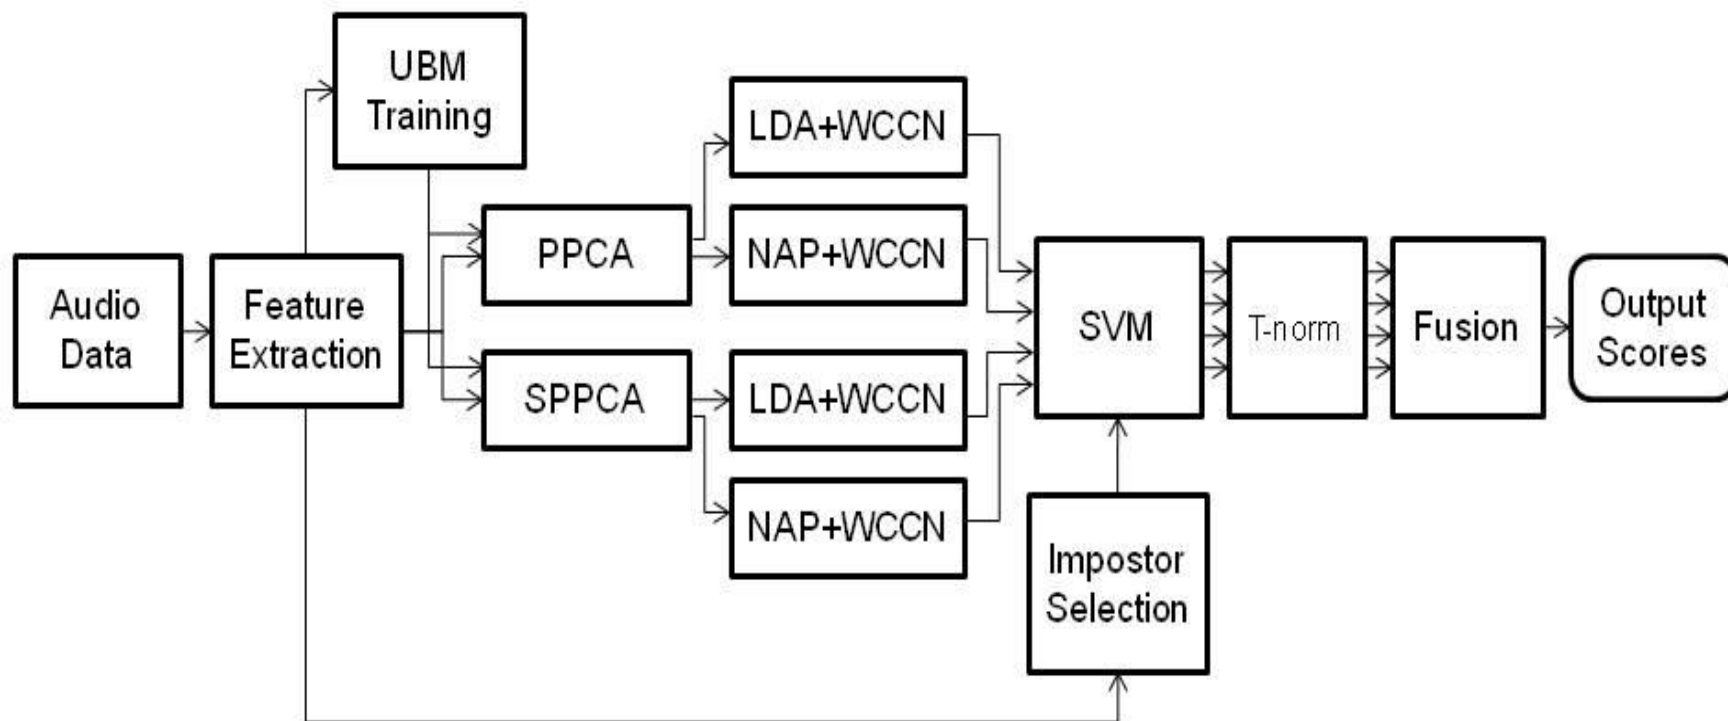 UBM
Training
Audio
Data
Feature
Extraction
PPCA
SPPCA
LDA+WCCN
NAP+WCCN
LDA+WCCN
NAP+WCCN
SVM
Impostor
Selection
T-norm
Fusion
Output
Scores